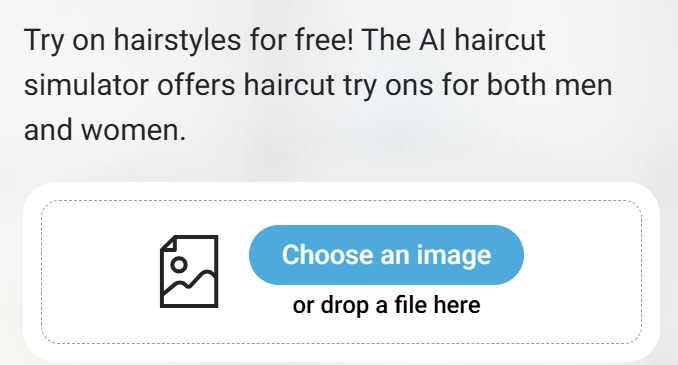 Try on hairstyles for free! The AI haircut
simulator offers haircut try ons for both men
and women.
Choose an image
or drop a file here